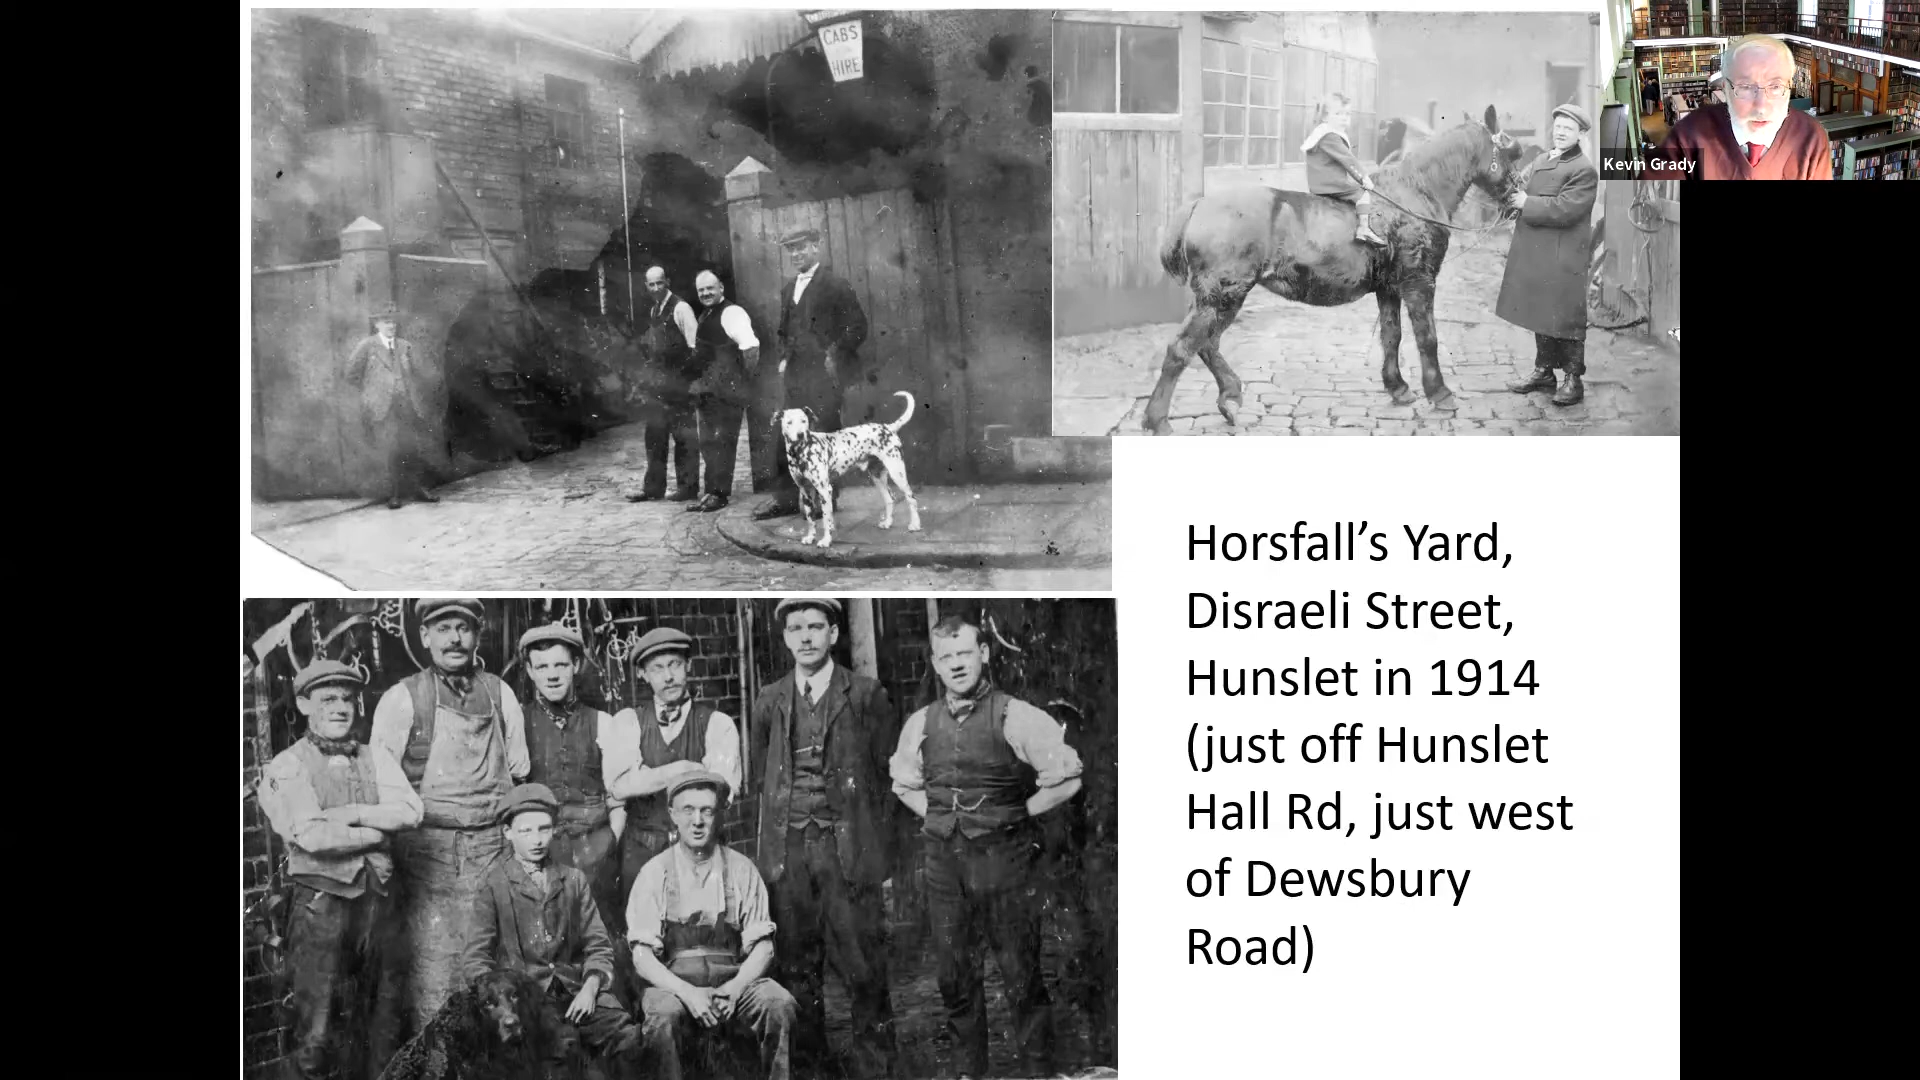 CABS
HIRE
Kevin Grady
Horsfall’s Yard,
Disraeli Street,
Hunslet in 1914
(just off Hunslet
Hall Rd, just west
of Dewsbury
Road)